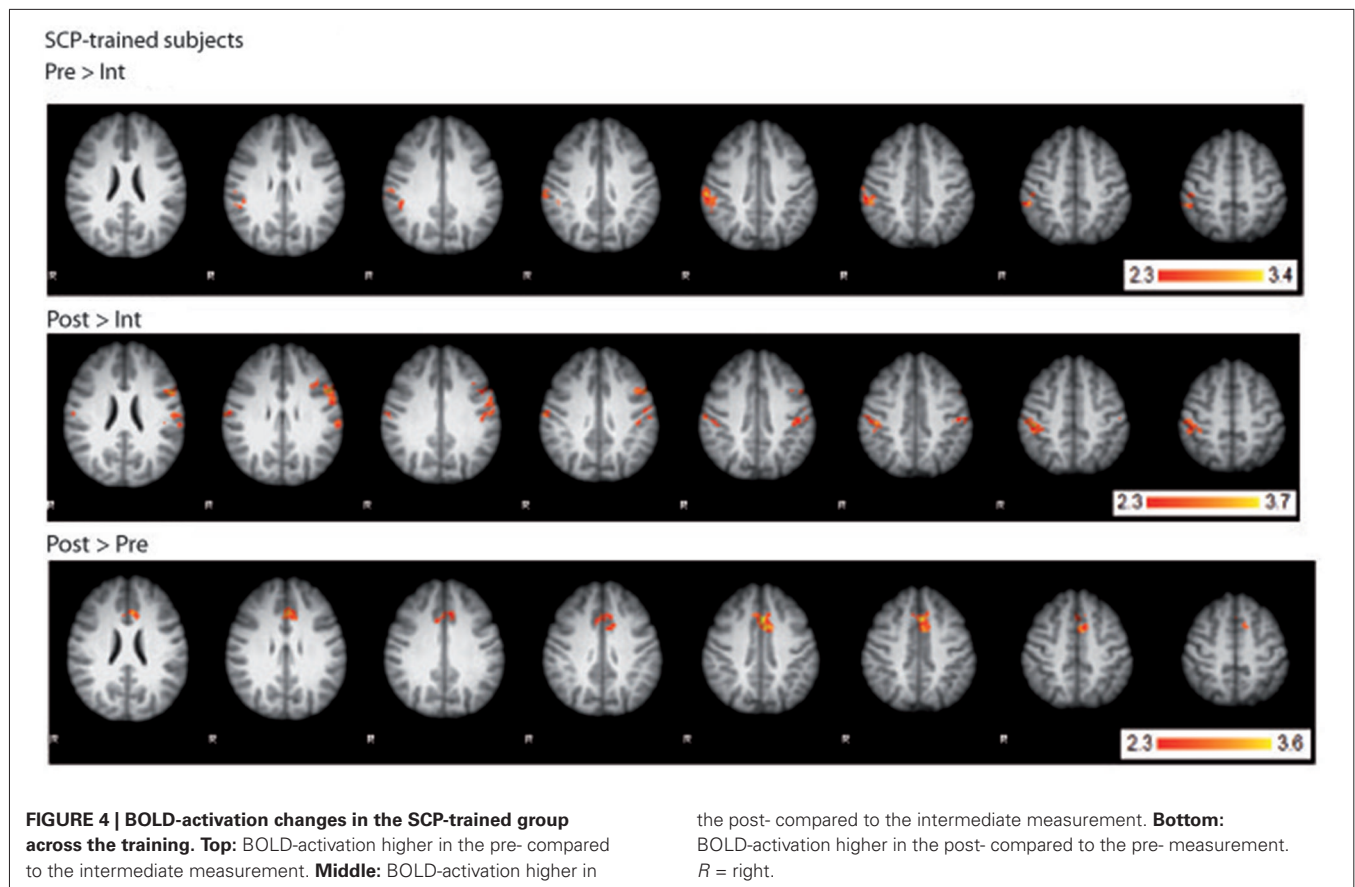 SCP-trained subjects
Pre > Int
R R R R R R R
2.3 3.4
Post > Int
R R R R R R R
2.3 3.7
Post > Pre
R R R R R R R
2.3 3.6
FIGURE 4 | BOLD-activation changes in the SCP-trained group
across the training. Top: BOLD-activation higher in the pre- compared
to the intermediate measurement. Middle: BOLD-activation higher in
the post- compared to the intermediate measurement. Bottom:
BOLD-activation higher in the post- compared to the pre- measurement.
R = right.